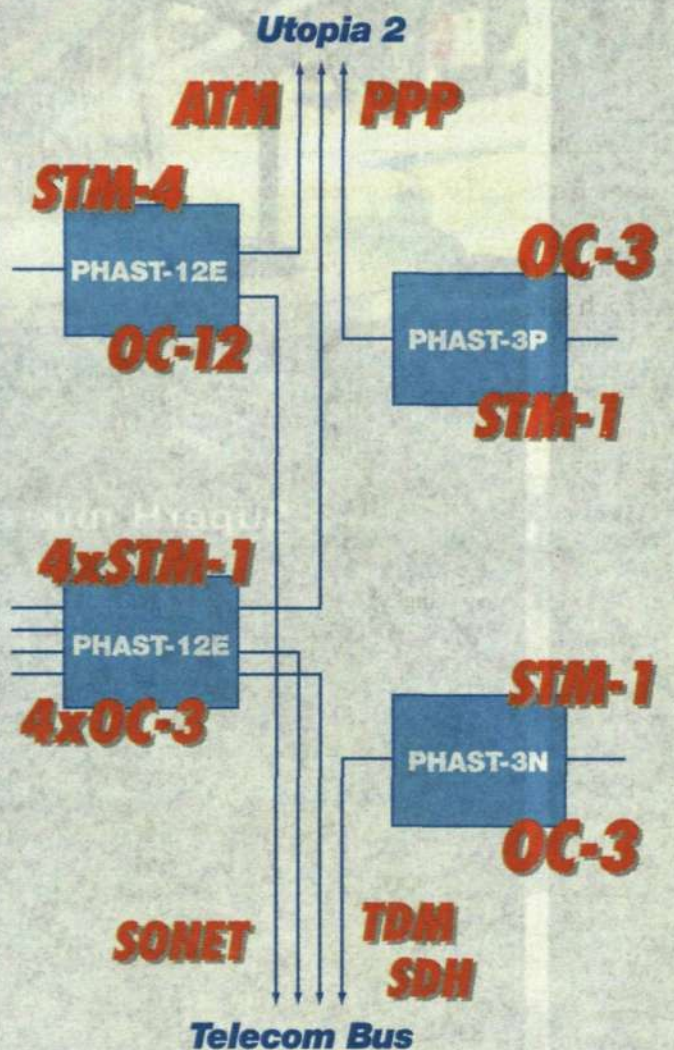 Utopia 2
ATM PPP
STM-4
PHAST-12E
OC-12
OC-3
PHAST-3P
STM-1
4xSTM-1
PHAST-12E
4xOC-3
STM-1
PHAST-3N
OC-3
SONET
TDM
SDH
Telecom Bus